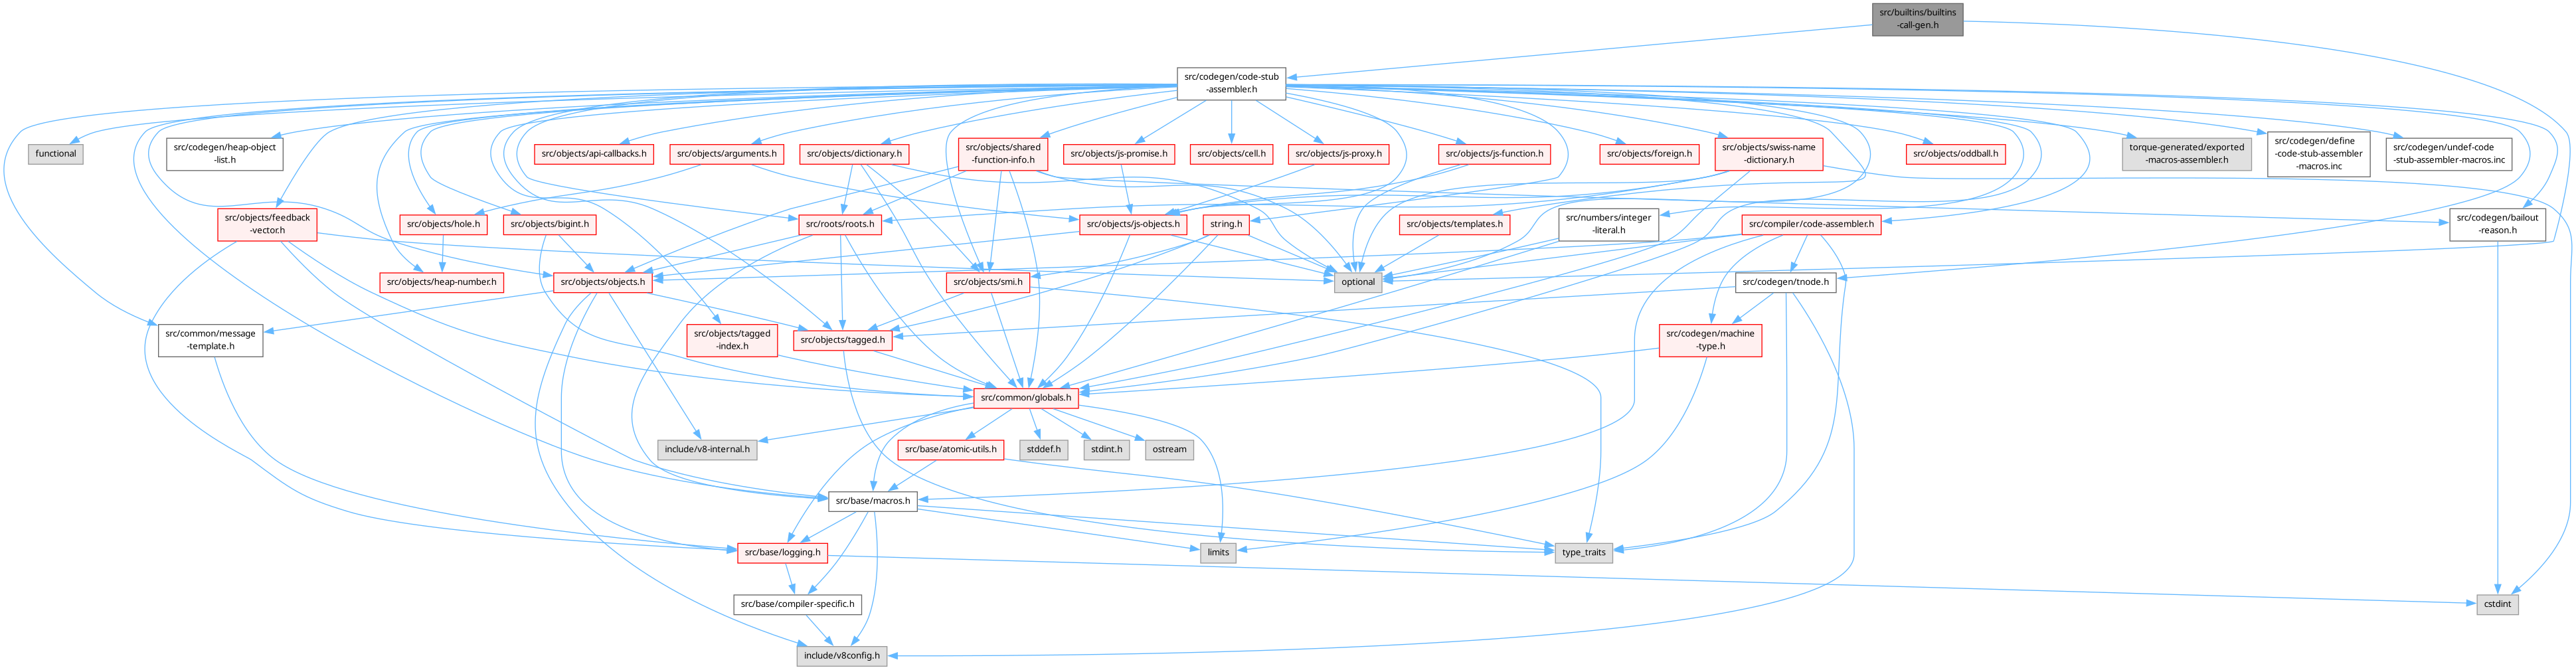 src/builtins/builtins
-call-gen.h
src/codegen/code-stub
-assembler.h
functional
src/codegen/heap-object
-list.h
src/objects/api-callbacks.h
src/objects/arguments.h
src/objects/dictionary.h
src/objects/shared
-function-info.h
src/objects/js-promise.h
src/objects/cell.h
src/objects/js-proxy.h
src/objects/js-function.h
src/objects/foreign.h
src/objects/swiss-name
-dictionary.h
src/objects/oddball.h
torque-generated/exported
-macros-assembler.h
src/codegen/define
-code-stub-assembler
-macros.inc
src/codegen/undef-code
-stub-assembler-macros.inc
src/objects/feedback
-vector.h
src/objects/hole.h
src/objects/bigint.h
src/roots/roots.h
src/objects/js-objects.h
string.h
src/objects/templates.h
src/numbers/integer
-literal.h
src/compiler/code-assembler.h
src/codegen/bailout
-reason.h
src/objects/heap-number.h
src/objects/objects.h
src/objects/smi.h
optional
src/codegen/tnode.h
src/common/message
-template.h
src/objects/tagged
-index.h
src/objects/tagged.h
src/codegen/machine
-type.h
src/common/globals.h
include/v8-internal.h
src/base/atomic-utils.h
stddef.h
stdint.h
ostream
src/base/macros.h
src/base/logging.h
limits
type_traits
src/base/compiler-specific.h
cstdint
include/v8config.h